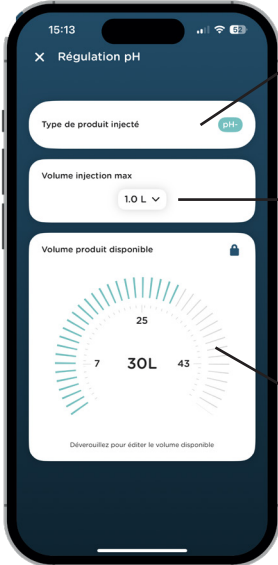 15:13
52
× Régulation pH
Type de produit injecté
pH-
Volume injection max
1.0 L
Volume produit disponible
25
7
30L
43
Déverouillez pour éditer le volume disponible